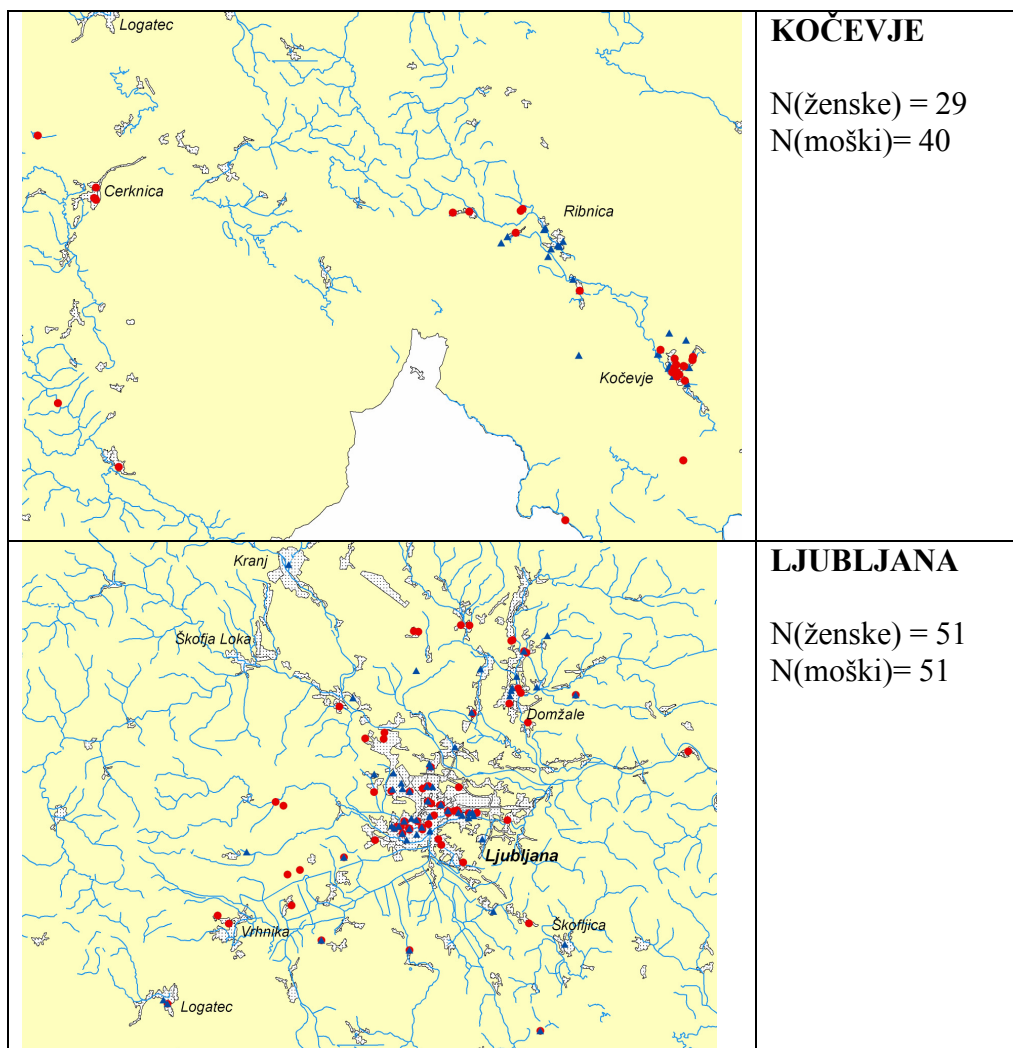 Logatec
Cerknica
Ribnica
Kočevje
KOČEVJE
N(ženske) = 29
N(moški)= 40
Kranj
Škofja Loka
Domžale
Ljubljana
Vrhnika
Škofljica
Logatec
LJUBLJANA
N(ženske) = 51
N(moški)= 51